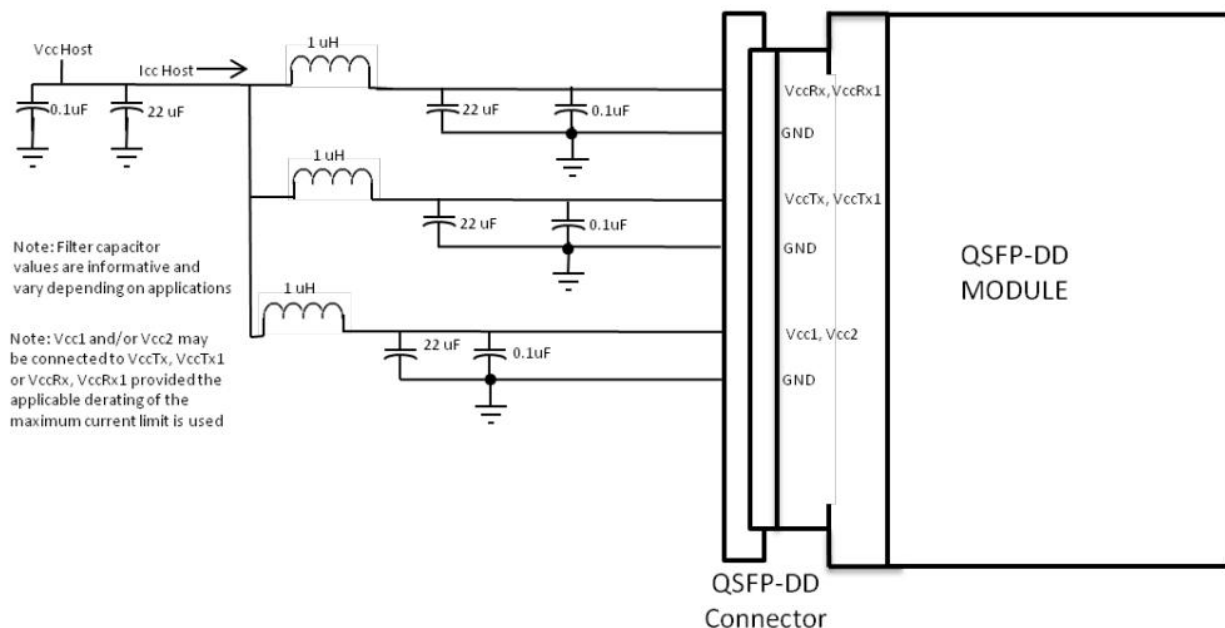 1 uH
Vcc Host
Icc Host
0.1uF
22 uF
22 uF
0.1uF
VccRx, VccRx1
GND
1 uH
VccTx, VccTx1
22 uF
0.1uF
GND
Note: Filter capacitor
values are informative and
vary depending on applications
QSFP-DD
MODULE
1 uH
Note: Vcc1 and/or Vcc2 may
be connected to VccTx, VccTx1
or VccRx, VccRx1 provided the
applicable derating of the
maximum current limit is used
22 uF
0.1uF
Vcc1, Vcc2
GND
QSFP-DD
Connector